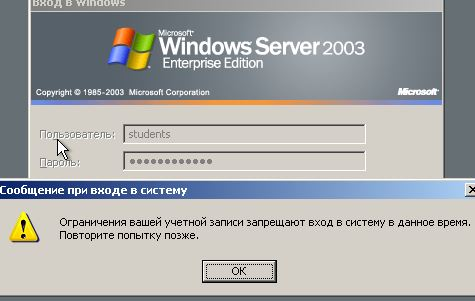 Вход в Windows
Microsoft
Windows Server 2003
Enterprise Edition
Copyright © 1985-2003 Microsoft Corporation
Microsoft
Пользователь: students
Пароль: ●●●●●●●●●●●●
Сообщение при входе в систему
Ограничения вашей учетной записи запрещают вход в систему в данное время.
Повторите попытку позже.
OK